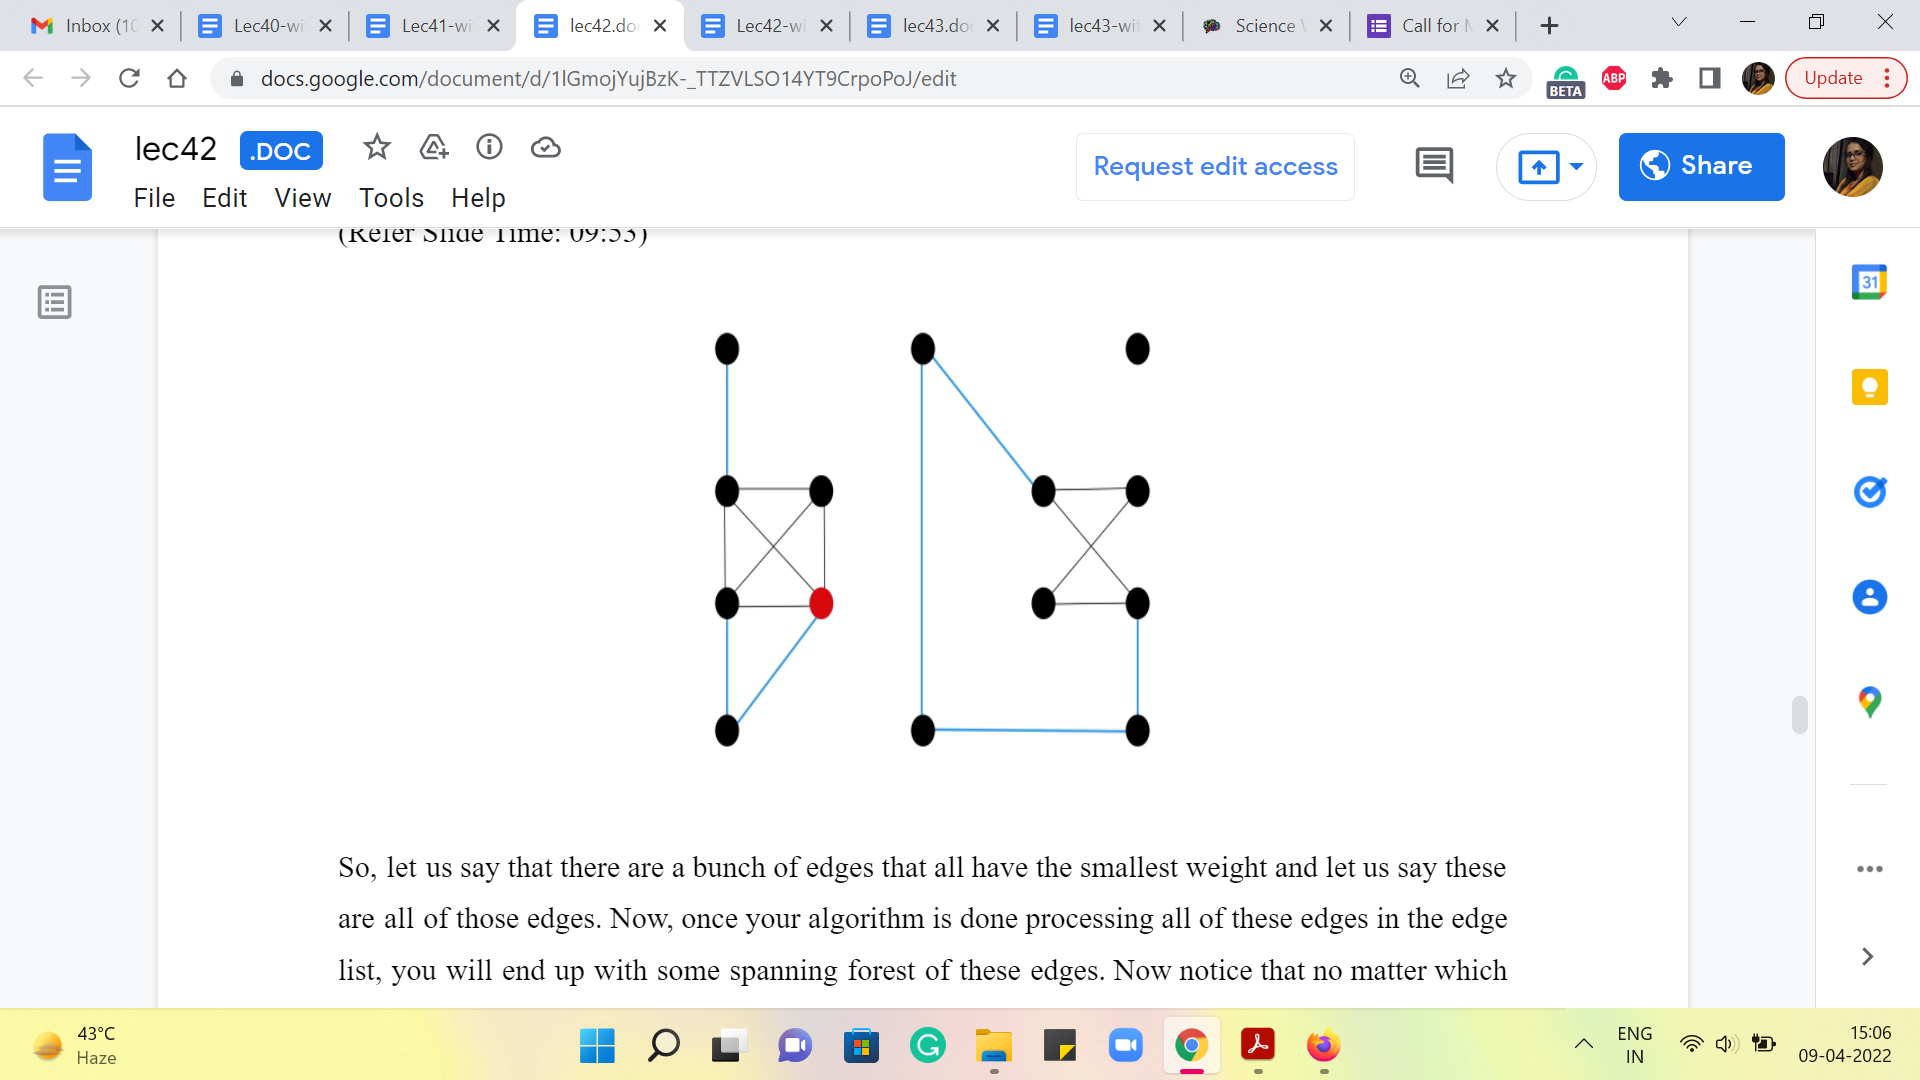 Inbox (10
Lec40-wi
Lec41-wi
lec42.do
Lec42-wi
lec43.do
lec43-wit
Science
Call for
docs.google.com/document/d/1lGmojYujBzK-_TTZVLSO14YT9CrpoPoJ/edit
BETA
ABP
Update
lec42
.DOC
File Edit View Tools Help
Request edit access
Share
(Refer Slide Time: 09:53)
31
So, let us say that there are a bunch of edges that all have the smallest weight and let us say these
are all of those edges. Now, once your algorithm is done processing all of these edges in the edge
list, you will end up with some spanning forest of these edges. Now notice that no matter which
43°C
Haze
ENG
IN
15:06
09-04-2022